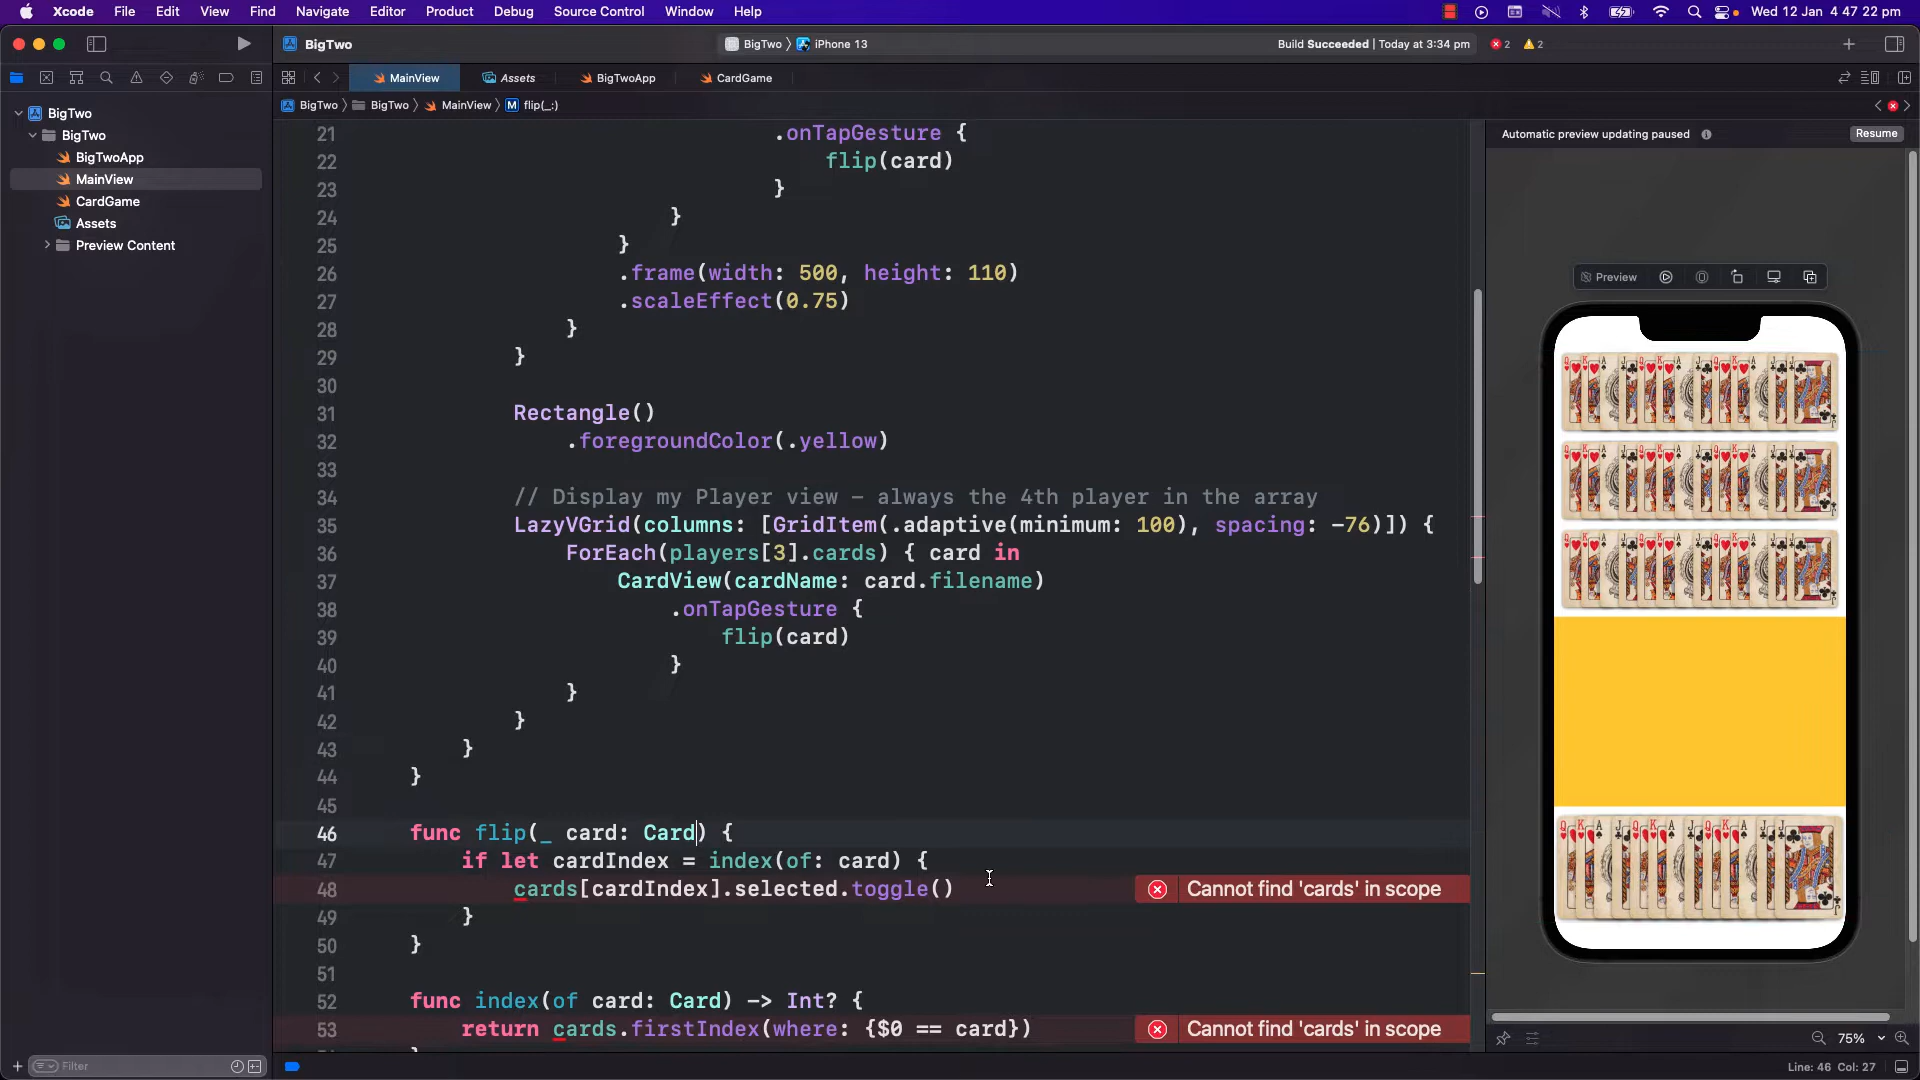 Xcode File Edit View Find Navigate Editor Product Debug Source Control Window Help Wed 12 Jan 4 47 22 pm
BigTwo BigTwo iPhone 13 Build Succeeded | Today at 3:34 pm 2 2
MainView Assets BigTwoApp CardGame
BigTwo BigTwo MainView M flip(_:)
BigTwo
BigTwo
BigTwoApp
MainView
CardGame
Assets
Preview Content
Filter
21 .onTapGesture {
22 flip(card)
23 }
24 }
25 }
26 .frame(width: 500, height: 110)
27 .scaleEffect(0.75)
28 }
29 }
30
31 Rectangle()
32 .foregroundColor(.yellow)
33
34 // Display my Player view – always the 4th player in the array
35 LazyVGrid(columns: [GridItem(.adaptive(minimum: 100), spacing: -76)]) {
36 ForEach(players[3].cards) { card in
37 CardView(cardName: card.filename)
38 .onTapGesture {
39 flip(card)
40 }
41 }
42 }
43 }
44 }
45
46 func flip(_ card: Card) {
47 if let cardIndex = index(of: card) {
48 cards[cardIndex].selected.toggle() Cannot find 'cards' in scope
49 }
50 }
51
52 func index(of card: Card) -> Int? {
53 return cards.firstIndex(where: {$0 == card}) Cannot find 'cards' in scope
Automatic preview updating paused Resume
Preview
75%
Line: 46 Col: 27